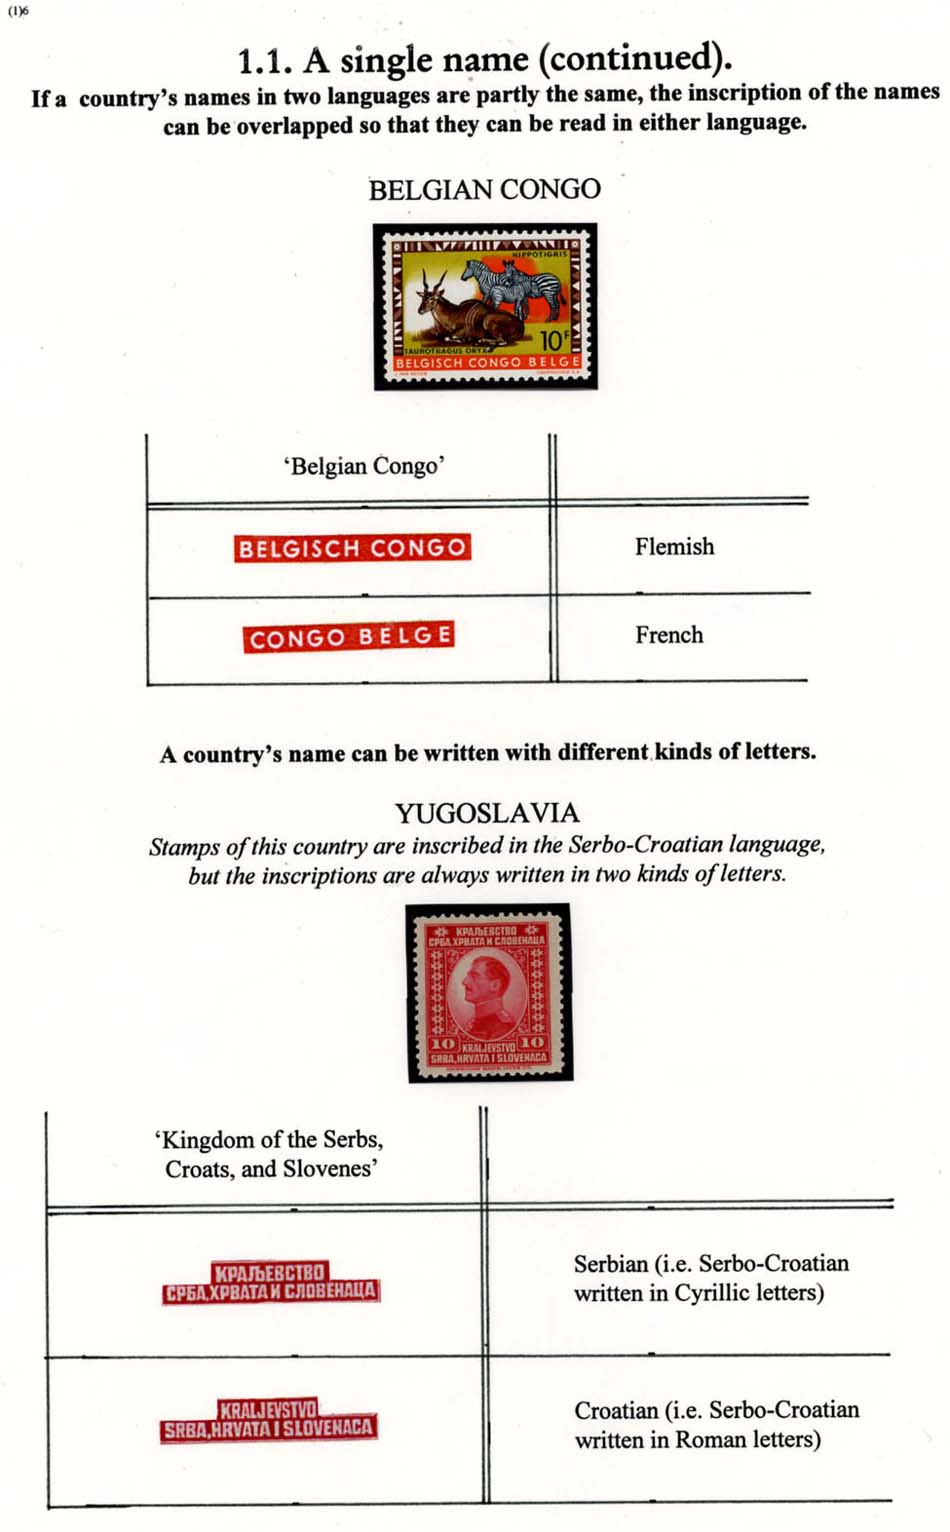 (1)6
1.1. A single name (continued).
If a country's names in two languages are partly the same, the inscription of the names
can be overlapped so that they can be read in either language.
BELGIAN CONGO
HIPPOTIGRIS
10F
TAUROTRAGUS ORYX
BELGISCH CONGO BELGE
'Belgian Congo'
BELGISCH CONGO
Flemish
CONGO BELGE
French
A country's name can be written with different kinds of letters.
YUGOSLAVIA
Stamps of this country are inscribed in the Serbo-Croatian language,
but the inscriptions are always written in two kinds of letters.
КРАЉЕВСТВО
СРБА, ХРВАТА И СЛОВЕНАЦА
10 KRALJEVSTVO 10
SRBA, HRVATA I SLOVENACA
'Kingdom of the Serbs,
Croats, and Slovenes'
КРАЉЕВСТВО
СРБА, ХРВАТА И СЛОВЕНАЦА
Serbian (i.e. Serbo-Croatian
written in Cyrillic letters)
KRALJEVSTVO
SRBA, HRVATA I SLOVENACA
Croatian (i.e. Serbo-Croatian
written in Roman letters)